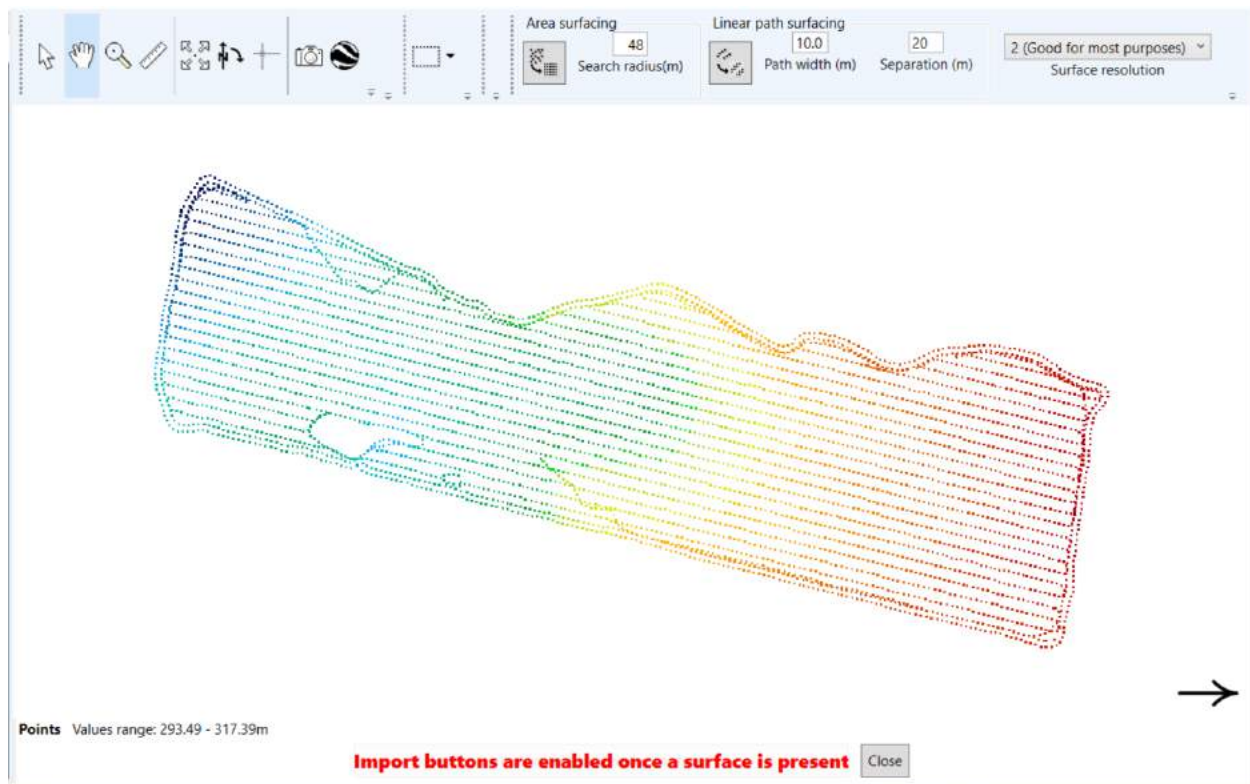 Area surfacing
48
Search radius(m)
Linear path surfacing
10.0
Path width (m)
20
Separation (m)
2 (Good for most purposes)
Surface resolution
Points Values range: 293.49 - 317.39m
Import buttons are enabled once a surface is present
Close